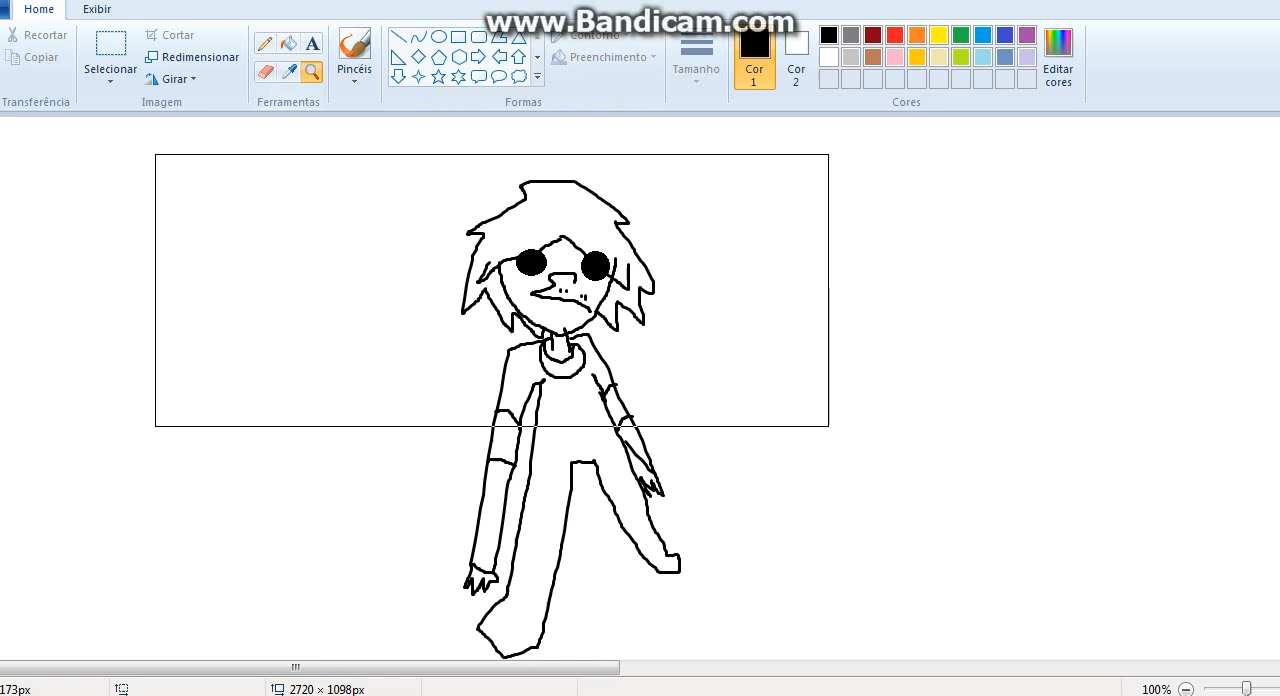 www.Bandicam.com
Home Exibir
Recortar Cortar Contorno
Copiar Selecionar Redimensionar Pincéis Preenchimento Tamanho Cor 1 Cor 2 Editar cores
Girar
Transferência Imagem Ferramentas Formas Cores
173px 2720 × 1098px 100%